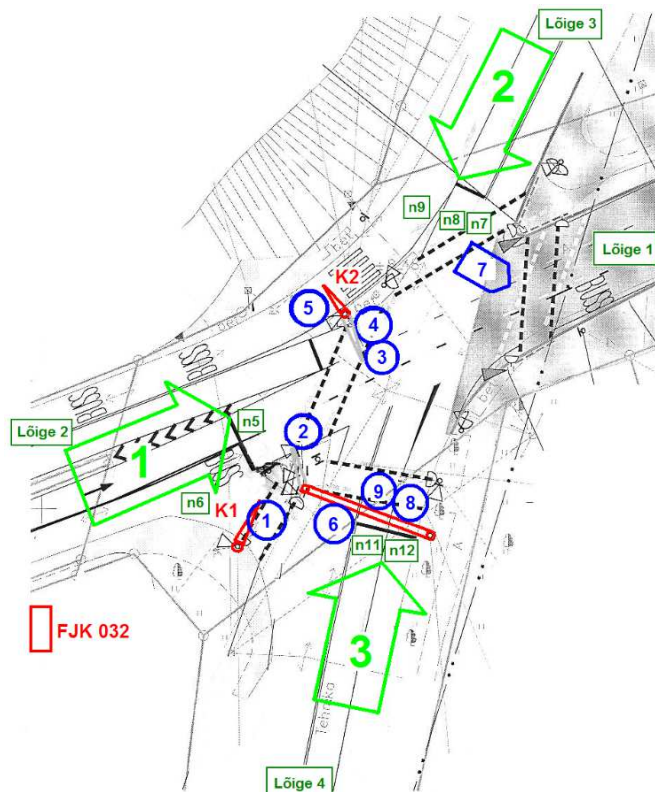 Lõige 3
2
n9
n8
n7
Lõige 1
7
K2
5
4
3
BUSS
BUSS
BUSS
Lõige 2
n5
2
1
n6
K1
1
6
9
8
n11
n12
FJK 032
3
Tehnika
Lõige 4